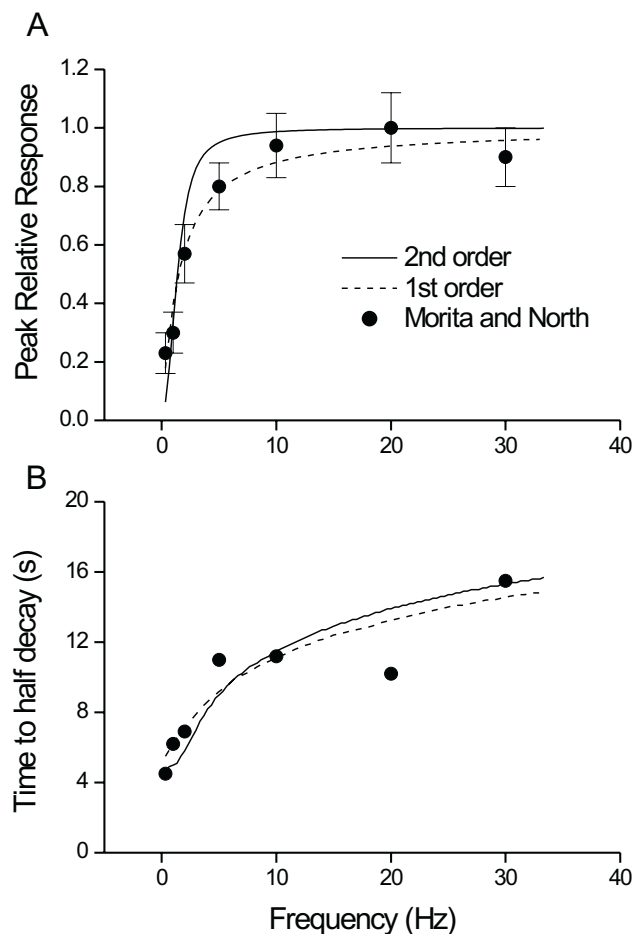 A
Peak Relative Response
1.2
1.0
0.8
0.6
0.4
0.2
0.0
2nd order
1st order
Morita and North
0 10 20 30 40
B
Time to half decay (s)
20
16
12
8
4
0
0 10 20 30 40
Frequency (Hz)